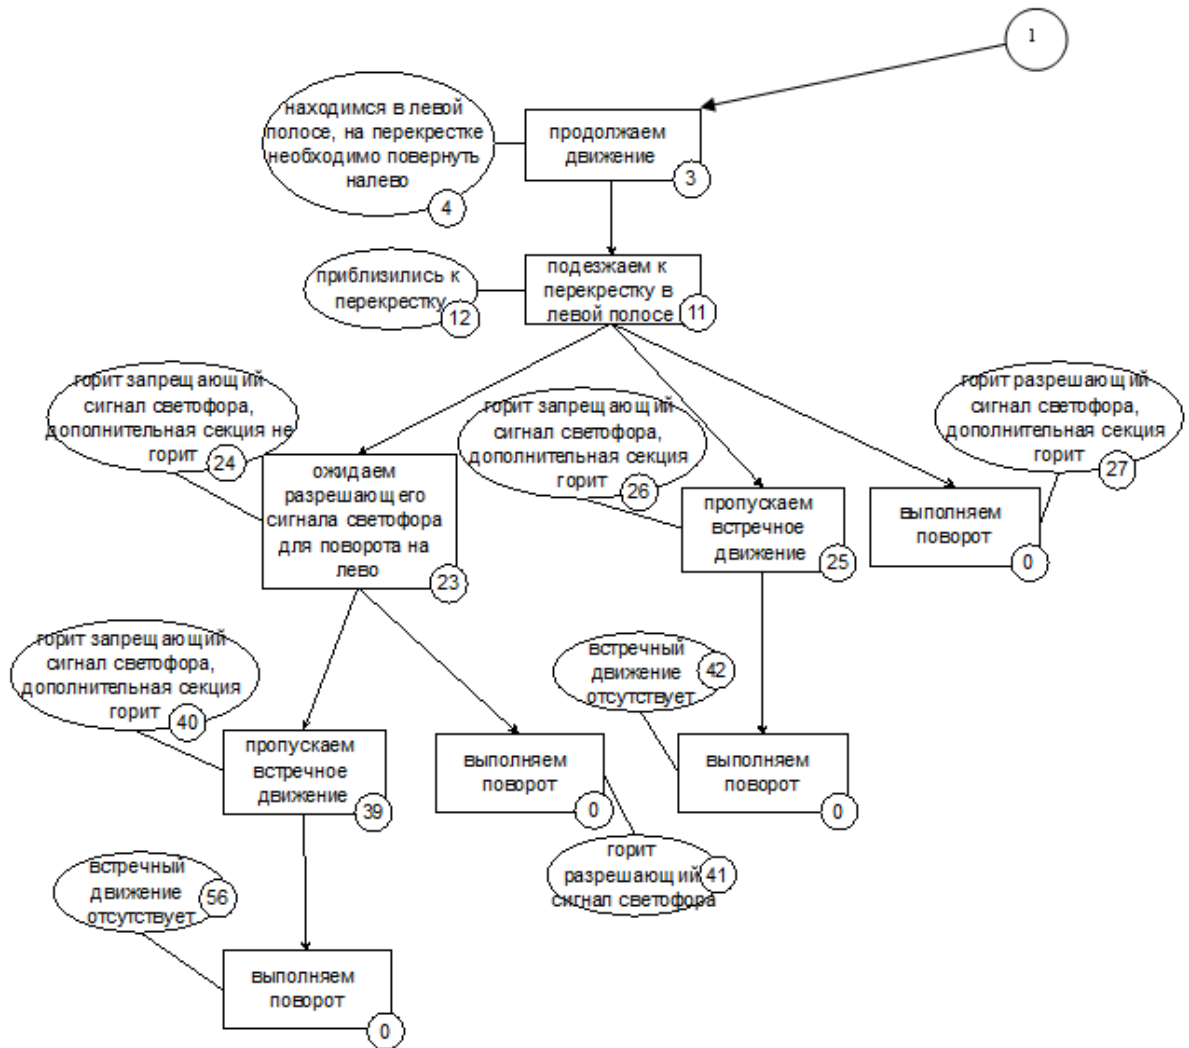 1
находимся в левой
полосе, на перекрестке
необходимо повернуть
налево
4
продолжаем
движение
3
приблизились к
перекрестку
12
подезжаем к
перекрестку в
левой полосе
11
горит запрещающий
сигнал светофора,
дополнительная секция не
горит
24
ожидаем
разрешающего
сигнала светофора
для поворота на
лево
23
горит запрещающий
сигнал светофора,
дополнительная секция
горит
26
пропускаем
встречное
движение
25
горит разрешающий
сигнал светофора,
дополнительная секция
горит
27
выполняем
поворот
0
горит запрещающий
сигнал светофора,
дополнительная секция
горит
40
пропускаем
встречное
движение
39
выполняем
поворот
0
горит
разрешающий
сигнал светофора
41
встречный
движение
отсутствует
42
выполняем
поворот
0
встречный
движение
отсутствует
56
выполняем
поворот
0